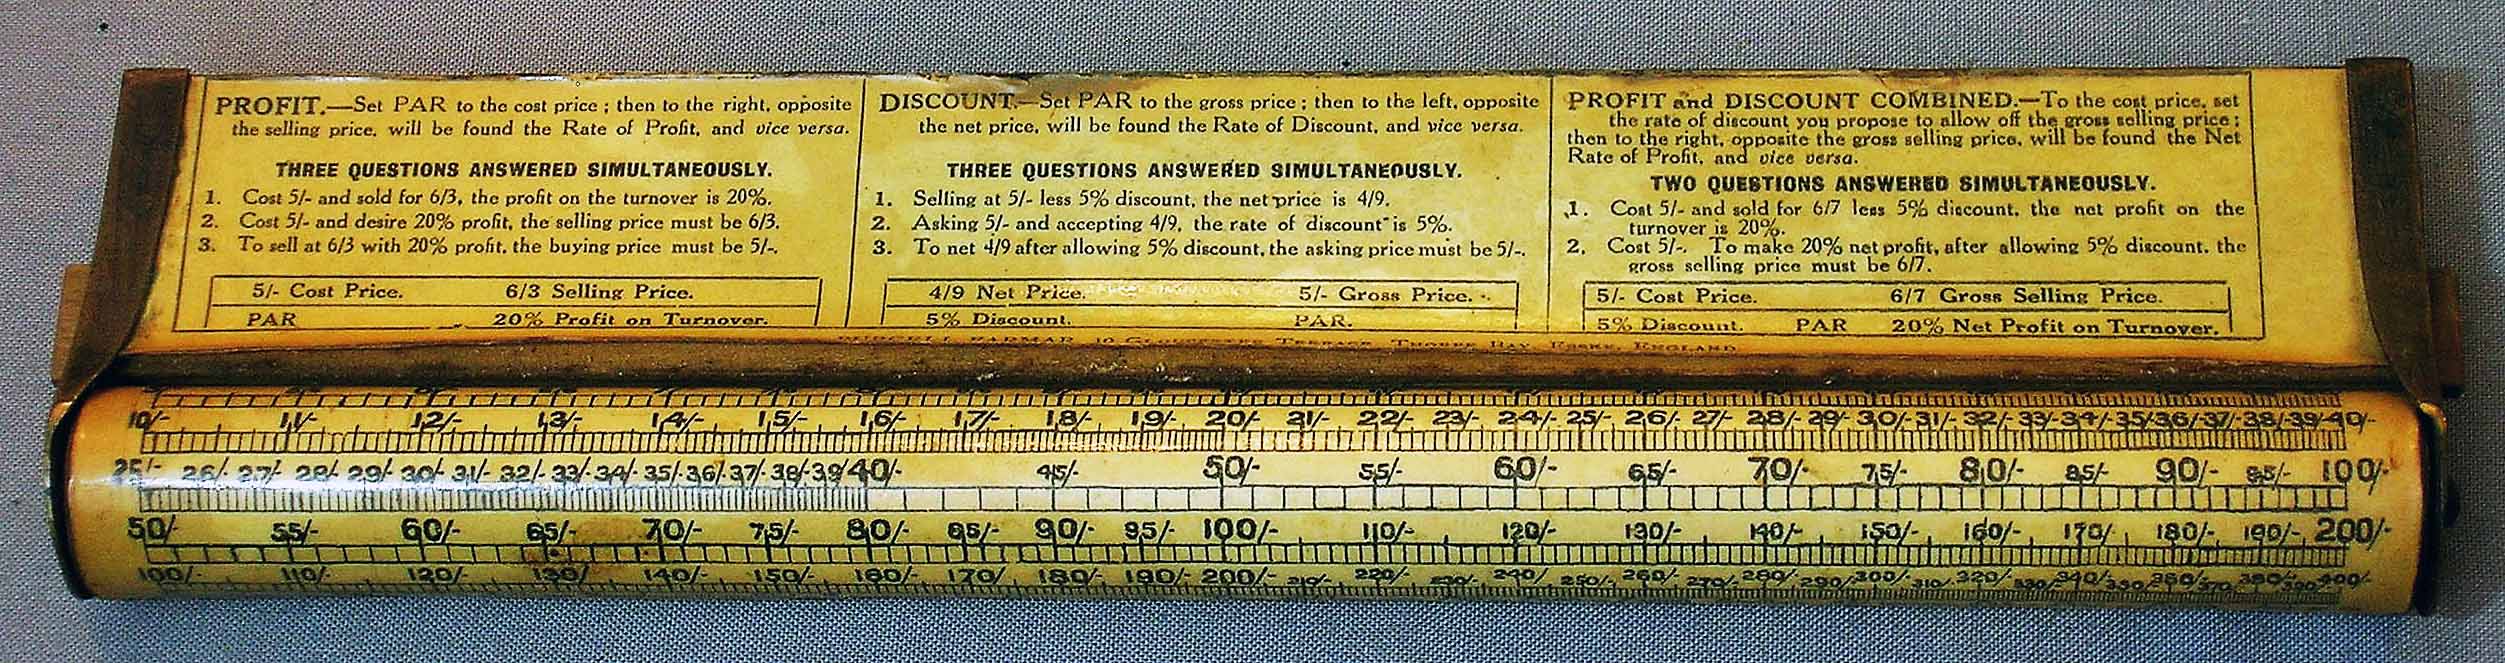 PROFIT.—Set PAR to the cost price; then to the right, opposite
the selling price, will be found the Rate of Profit, and vice versa.
THREE QUESTIONS ANSWERED SIMULTANEOUSLY.
1. Cost 5/- and sold for 6/3, the profit on the turnover is 20%.
2. Cost 5/- and desire 20% profit, the selling price must be 6/3.
3. To sell at 6/3 with 20% profit, the buying price must be 5/-.
5/- Cost Price. 6/3 Selling Price.
PAR 20% Profit on Turnover.
DISCOUNT.—Set PAR to the gross price; then to the left, opposite
the net price, will be found the Rate of Discount, and vice versa.
THREE QUESTIONS ANSWERED SIMULTANEOUSLY.
1. Selling at 5/- less 5% discount, the net price is 4/9.
2. Asking 5/- and accepting 4/9, the rate of discount is 5%.
3. To net 4/9 after allowing 5% discount, the asking price must be 5/-.
4/9 Net Price. 5/- Gross Price.
5% Discount. PAR.
PROFIT and DISCOUNT COMBINED.—To the cost price, set
the rate of discount you propose to allow off the gross selling price;
then to the right, opposite the gross selling price, will be found the Net
Rate of Profit, and vice versa.
TWO QUESTIONS ANSWERED SIMULTANEOUSLY.
1. Cost 5/- and sold for 6/7 less 5% discount, the net profit on the
turnover is 20%.
2. Cost 5/-. To make 20% net profit, after allowing 5% discount, the
gross selling price must be 6/7.
5/- Cost Price. 6/7 Gross Selling Price.
5% Discount. PAR 20% Net Profit on Turnover.
10 Gloucester Terrace, Thorpe Bay, Essex, England
10/- 11/- 12/- 13/- 14/- 15/- 16/- 17/- 18/- 19/- 20/- 21/- 22/- 23/- 24/- 25/- 26/- 27/- 28/- 29/- 30/- 31/- 32/- 33/- 34/- 35/- 36/- 37/- 38/- 39/- 40/-
25/- 26/- 27/- 28/- 29/- 30/- 31/- 32/- 33/- 34/- 35/- 36/- 37/- 38/- 39/- 40/- 45/- 50/- 55/- 60/- 65/- 70/- 75/- 80/- 85/- 90/- 95/- 100/-
50/- 55/- 60/- 65/- 70/- 75/- 80/- 85/- 90/- 95/- 100/- 110/- 120/- 130/- 140/- 150/- 160/- 170/- 180/- 190/- 200/-
100/- 110/- 120/- 130/- 140/- 150/- 160/- 170/- 180/- 190/- 200/- 210/- 220/- 230/- 240/- 250/- 260/- 270/- 280/- 290/- 300/- 310/- 320/- 330/- 340/- 350/- 360/- 370/- 380/- 390/- 400/-